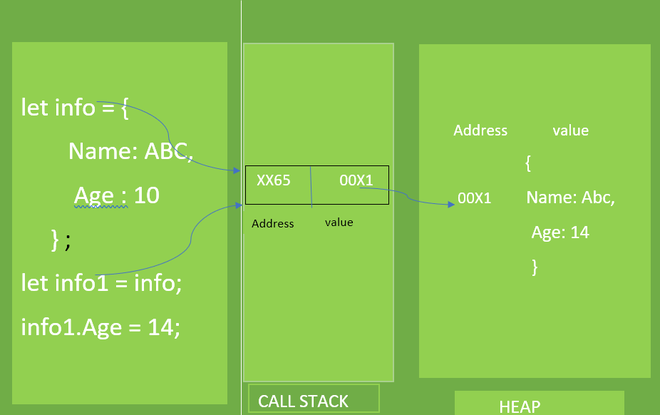 let info = {
Name: ABC,
Age : 10
} ;
let info1 = info;
info1.Age = 14;
XX65 00X1
Address value
CALL STACK
Address value
{
00X1 Name: Abc,
Age: 14
}
HEAP